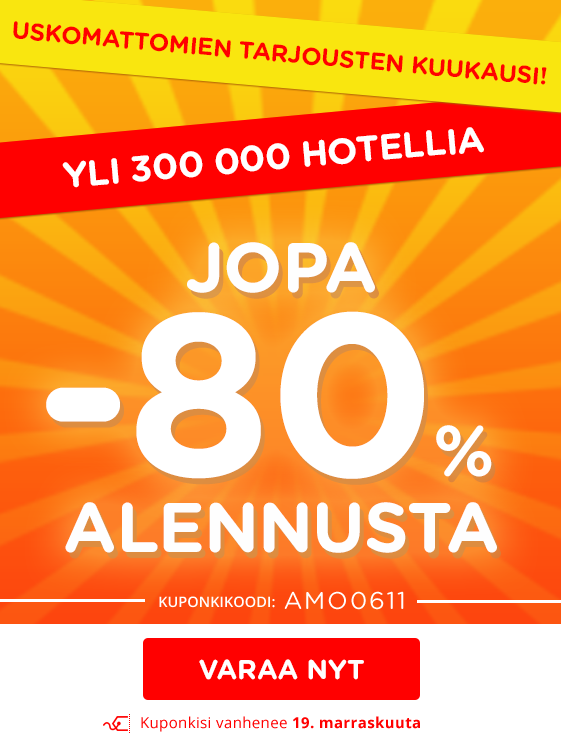 USKOMATTOMIEN TARJOUSTEN KUUKAUSI!
YLI 300 000 HOTELLIA
JOPA
-80%
ALENNUSTA
KUPONKIKOODI: AMO0611
VARAA NYT
Kuponkisi vanhenee 19. marraskuuta